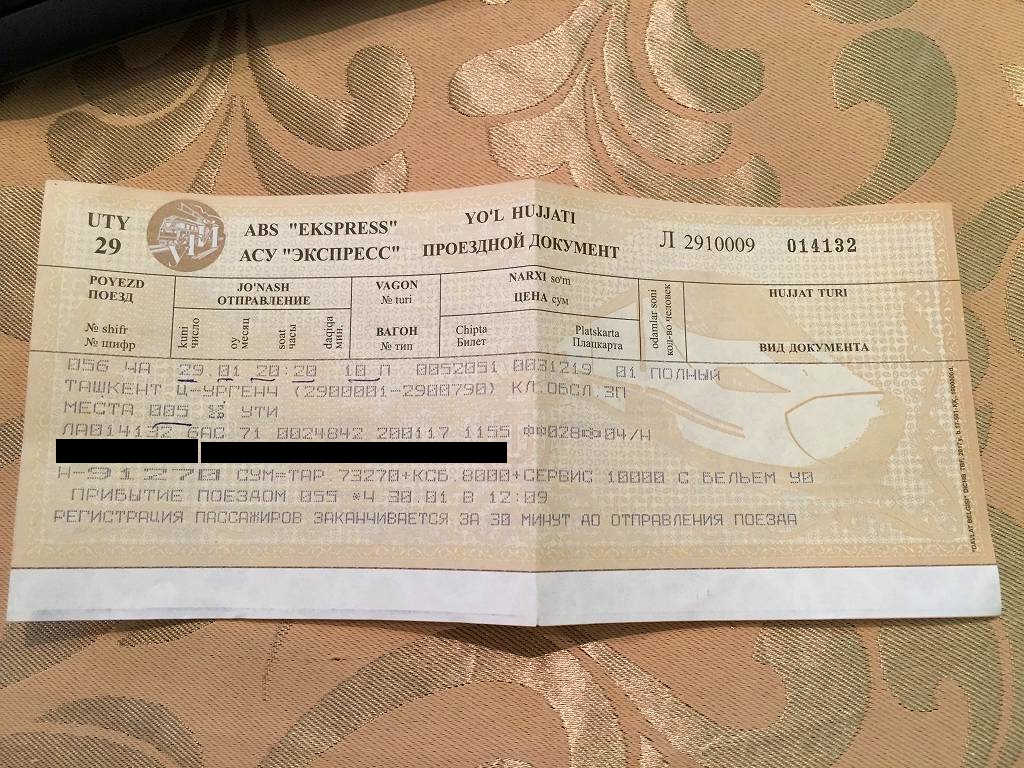 UTY
29
ABS "EKSPRESS"
АСУ "ЭКСПРЕСС"
YO'L HUJJATI
ПРОЕЗДНОЙ ДОКУМЕНТ
Л 2910009 014132
POYEZD
ПОЕЗД
№ shifr
№ шифр
JO'NASH
ОТПРАВЛЕНИЕ
kuni
число
oy
месяц
soat
часы
daqiqa
мин.
VAGON
№ turi
ВАГОН
№ тип
NARXI so'm
ЦЕНА сум
Chipta
Билет
Platskarta
Плацкарта
odamlar soni
кол-во человек
HUJJAT TURI
ВИД ДОКУМЕНТА
056 ЧА 29.01 20:20 10 П 0052051 0031219 01 ПОЛНЫЙ
ТАШКЕНТ Ц-УРГЕНЧ (2900001-2900790) КЛ.ОБСЛ.3П
МЕСТА 005 УТИ
ЛА014132 6АС 71 0024842 200117 1155 ФФ028Ф04/Н
Н-91270 СУМ=ТАР 73270+КСБ.8000+СЕРВИС 10000 С БЕЛЬЕМ У0
ПРИБЫТИЕ ПОЕЗДОМ 055 *Ч 30.01 В 12:09
РЕГИСТРАЦИЯ ПАССАЖИРОВ ЗАКАНЧИВАЕТСЯ ЗА 30 МИНУТ ДО ОТПРАВЛЕНИЯ ПОЕЗДА